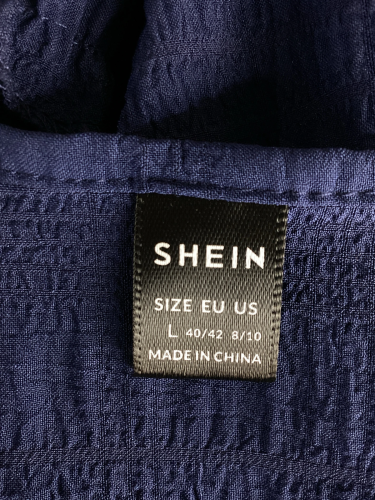 SHEIN
SIZE EU US
L 40/42 8/10
MADE IN CHINA